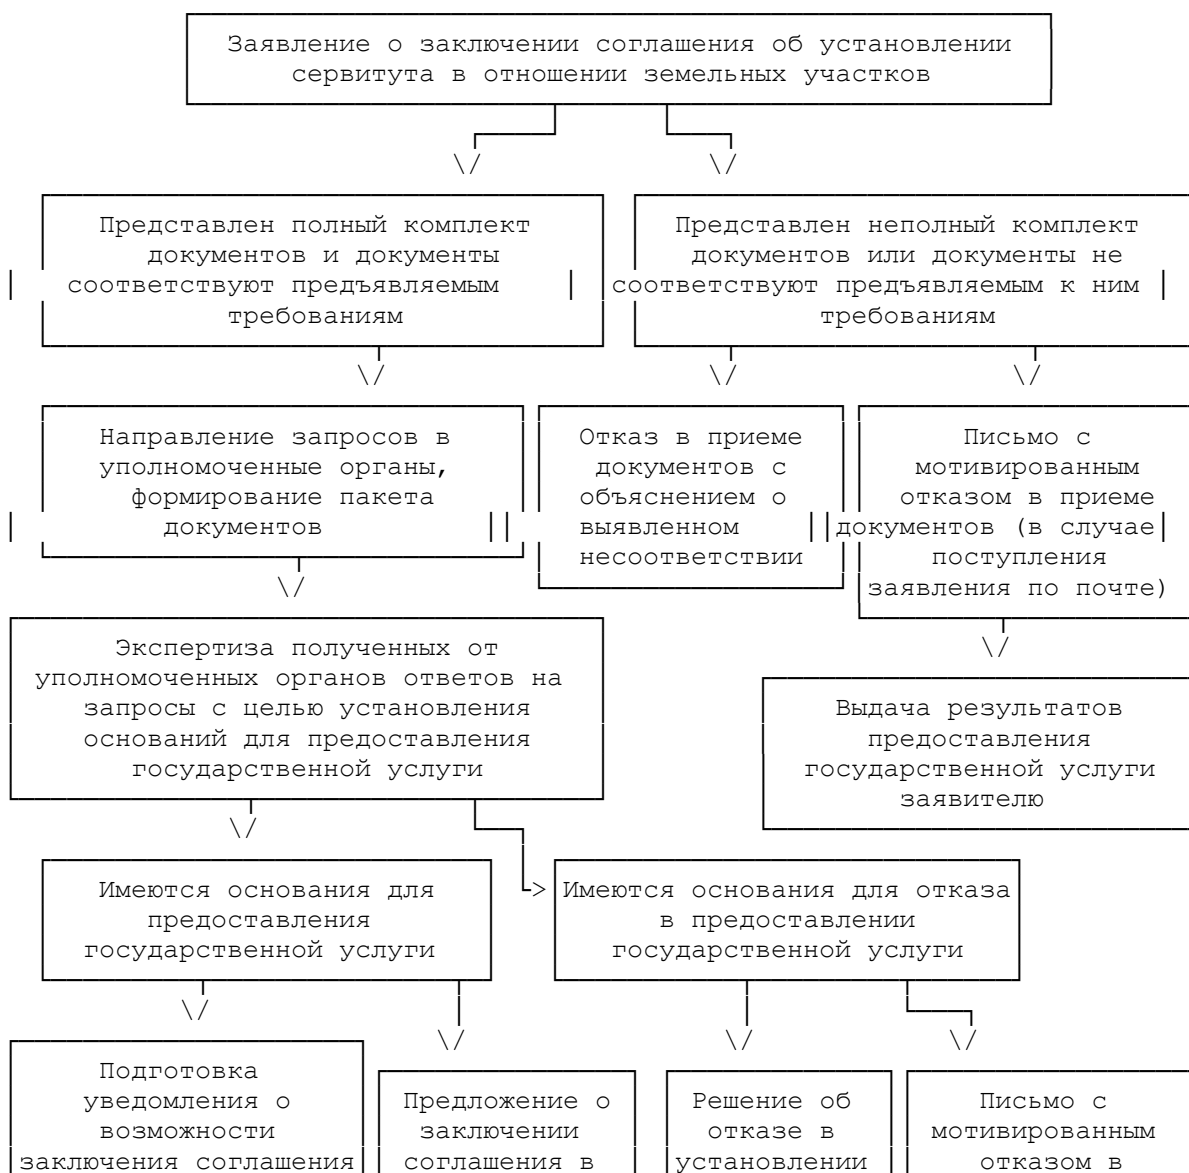 Заявление о заключении соглашения об установлении
сервитута в отношении земельных участков
Представлен полный комплект
документов и документы
соответствуют предъявляемым
требованиям
Представлен неполный комплект
документов или документы не
соответствуют предъявляемым к ним
требованиям
Направление запросов в
уполномоченные органы,
формирование пакета
документов
Отказ в приеме
документов с
объяснением о
выявленном
несоответствии
Письмо с
мотивированным
отказом в приеме
документов (в случае
поступления
заявления по почте)
Экспертиза полученных от
уполномоченных органов ответов на
запросы с целью установления
оснований для предоставления
государственной услуги
Выдача результатов
предоставления
государственной услуги
заявителю
Имеются основания для
предоставления
государственной услуги
Имеются основания для отказа
в предоставлении
государственной услуги
Подготовка
уведомления о
возможности
заключения соглашения
Предложение о
заключении
соглашения в
Решение об
отказе в
установлении
Письмо с
мотивированным
отказом в